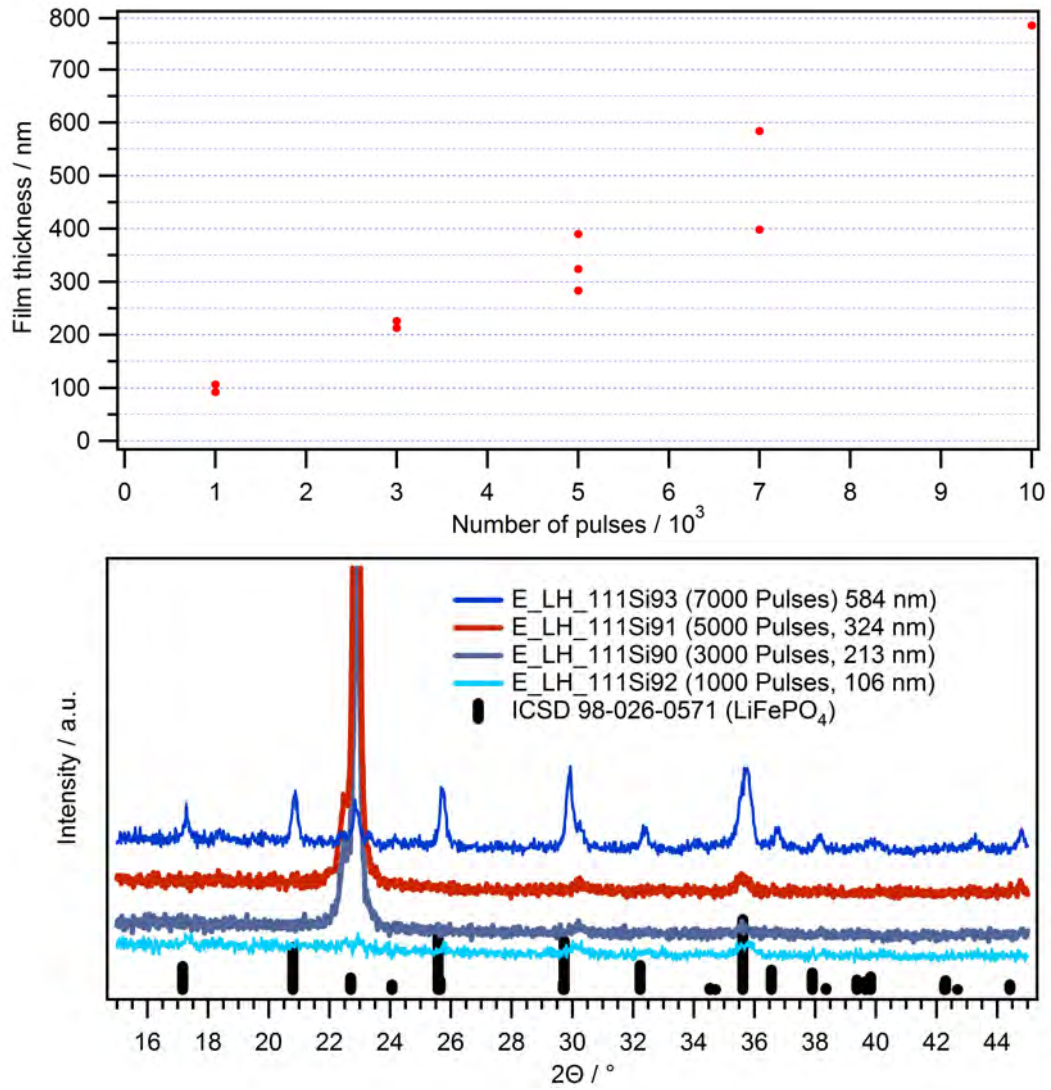 800
700
600
500
400
300
200
100
0
Film thickness / nm
0 1 2 3 4 5 6 7 8 9 10
Number of pulses / 10³
E_LH_111Si93 (7000 Pulses) 584 nm)
E_LH_111Si91 (5000 Pulses, 324 nm)
E_LH_111Si90 (3000 Pulses, 213 nm)
E_LH_111Si92 (1000 Pulses, 106 nm)
ICSD 98-026-0571 (LiFePO₄)
Intensity / a.u.
16 18 20 22 24 26 28 30 32 34 36 38 40 42 44
2Θ / °